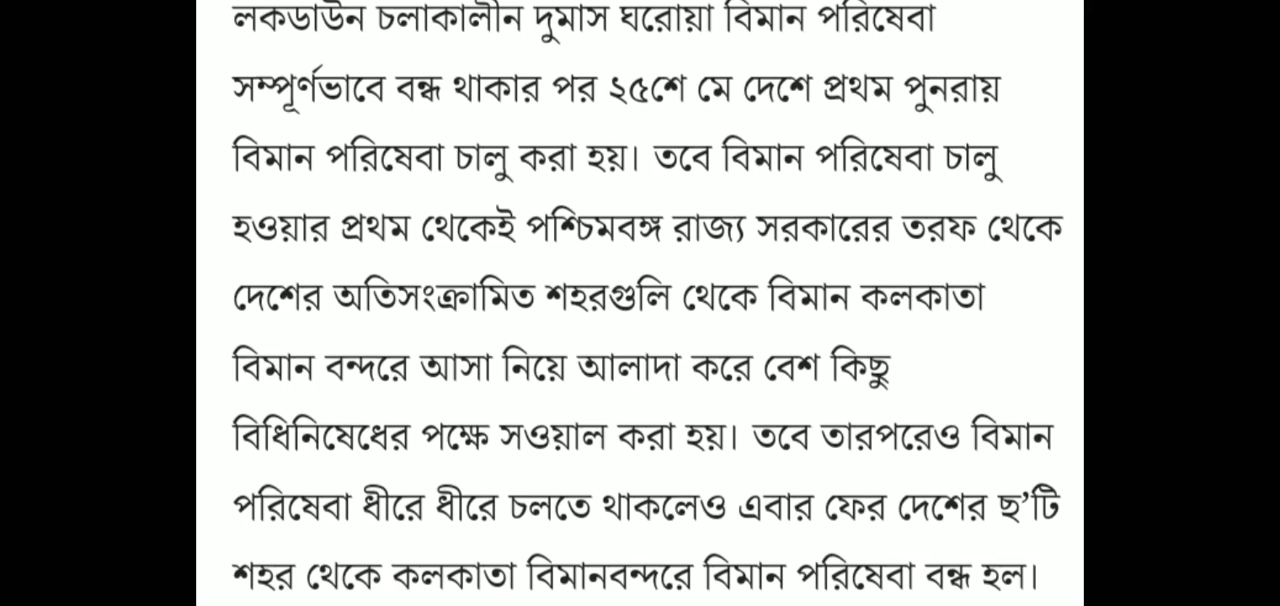 লকডাউন চলাকালীন দুমাস ঘরোয়া বিমান পরিষেবা
সম্পূর্ণভাবে বন্ধ থাকার পর ২৫শে মে দেশে প্রথম পুনরায়
বিমান পরিষেবা চালু করা হয়। তবে বিমান পরিষেবা চালু
হওয়ার প্রথম থেকেই পশ্চিমবঙ্গ রাজ্য সরকারের তরফ থেকে
দেশের অতিসংক্রামিত শহরগুলি থেকে বিমান কলকাতা
বিমান বন্দরে আসা নিয়ে আলাদা করে বেশ কিছু
বিধিনিষেধের পক্ষে সওয়াল করা হয়। তবে তারপরেও বিমান
পরিষেবা ধীরে ধীরে চলতে থাকলেও এবার ফের দেশের ছ’টি
শহর থেকে কলকাতা বিমানবন্দরে বিমান পরিষেবা বন্ধ হল।